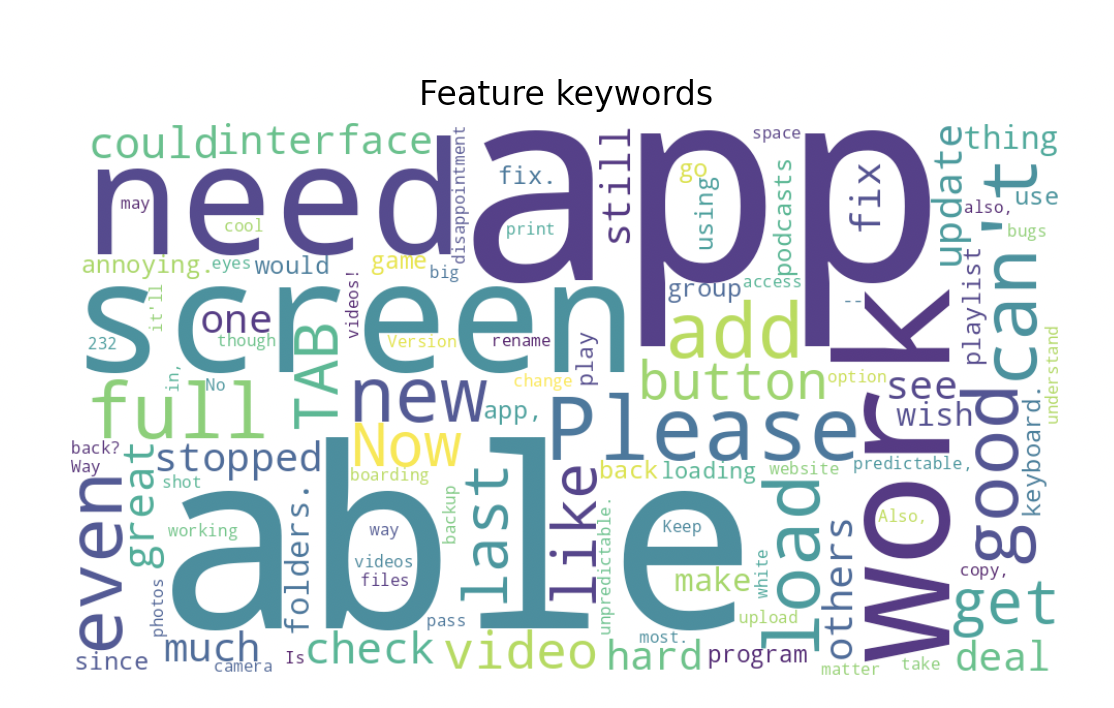 Feature keywords
could
interface
need
app
still
space
update
thing
may
cool
disappointment
fix.
print
go
using
podcasts
fix
can't
also,
use
bugs
annoying.
eyes
would
game
big
group
access
--
playlist
screen
it'll
one
videos!
232
though
TAB
Version
rename
play
add
work
understand
full
in,
No
new
app,
change
button
option
see
wish
Please
Now
back?
Way
stopped
great
shot
boarding
last
like
back
loading
website
predictable,
good
keyboard.
even
able
working
folders.
way
videos
files
backup
unpredictable.
Keep
load
others
Also,
white
make
copy,
get
photos
pass
upload
most.
since
much
camera
Is
check
video
hard
program
matter
take
deal